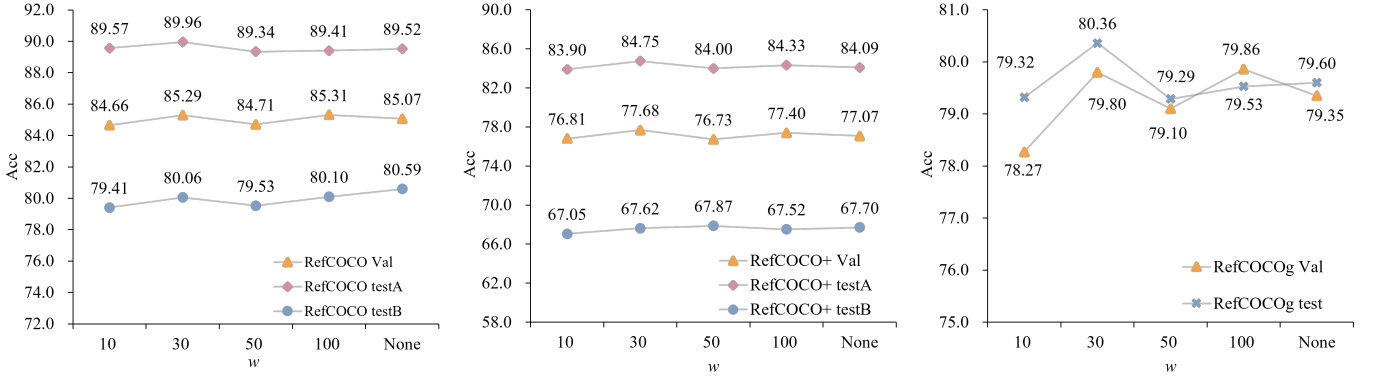 92.0
90.0
88.0
86.0
84.0
82.0
80.0
78.0
76.0
74.0
72.0
Acc
89.57 89.96 89.34 89.41 89.52
84.66 85.29 84.71 85.31 85.07
79.41 80.06 79.53 80.10 80.59
RefCOCO Val
RefCOCO testA
RefCOCO testB
10 30 50 100 None
w
90.0
86.0
82.0
78.0
74.0
70.0
66.0
62.0
58.0
Acc
83.90 84.75 84.00 84.33 84.09
76.81 77.68 76.73 77.40 77.07
67.05 67.62 67.87 67.52 67.70
RefCOCO+ Val
RefCOCO+ testA
RefCOCO+ testB
10 30 50 100 None
w
81.0
80.0
79.0
78.0
77.0
76.0
75.0
Acc
79.32 80.36 79.29 79.86 79.60
78.27 79.80 79.10 79.53 79.35
RefCOCOg Val
RefCOCOg test
10 30 50 100 None
w